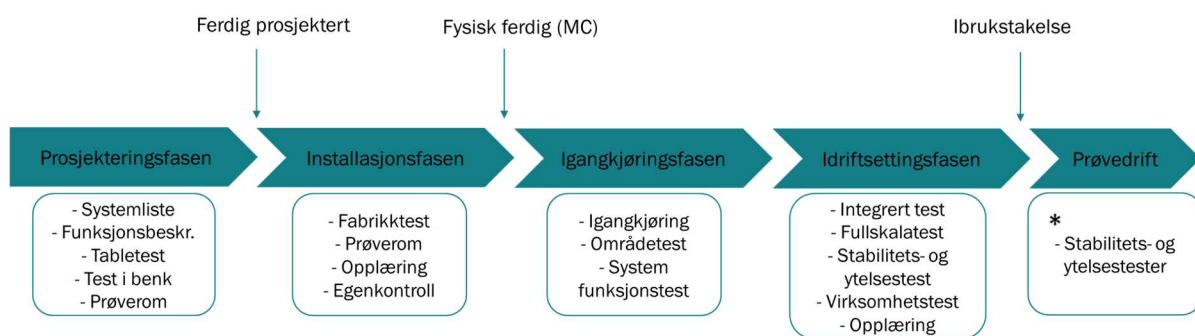 Ferdig prosjektert
Fysisk ferdig (MC)
Ibrukstakelse
Prosjekteringsfasen
Installasjonsfasen
Igangkjøringsfasen
Idriftsettingsfasen
Prøvedrift
- Systemliste
- Funksjonsbeskr.
- Tabletest
- Test i benk
- Prøverom
- Fabrikktest
- Prøverom
- Opplæring
- Egenkontroll
- Igangkjøring
- Områdetest
- System
funksjonstest
- Integrert test
- Fullskalatest
- Stabilitets- og
ytelsestest
- Virksomhetstest
- Opplæring
*
- Stabilitets- og
ytelsestester